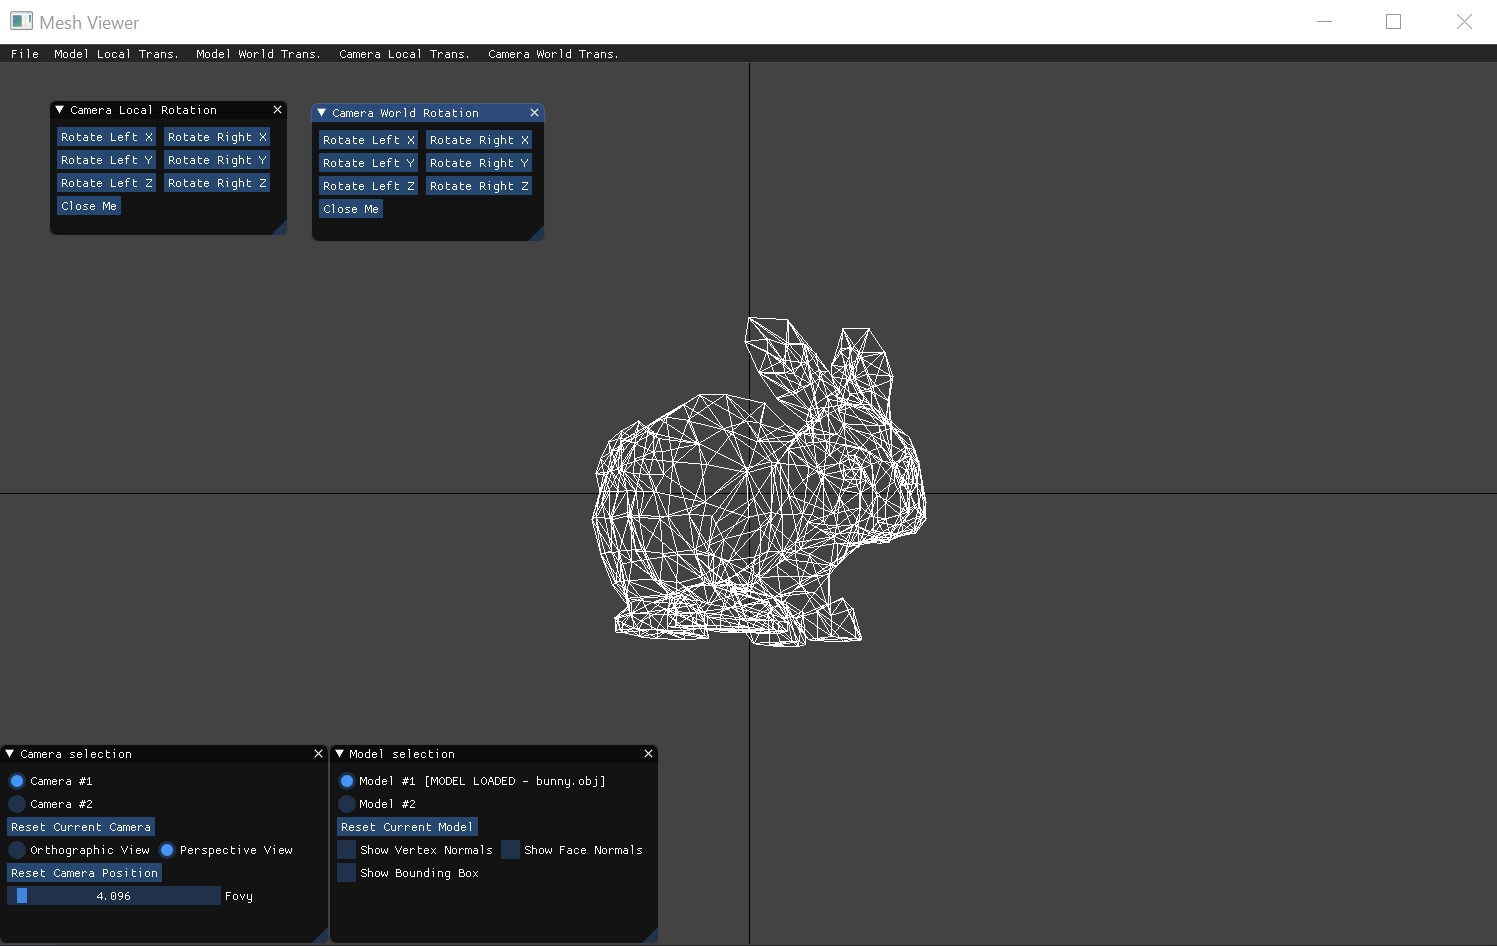 Mesh Viewer
File Model Local Trans. Model World Trans. Camera Local Trans. Camera World Trans.
Camera Local Rotation
Rotate Left X Rotate Right X
Rotate Left Y Rotate Right Y
Rotate Left Z Rotate Right Z
Close Me
Camera World Rotation
Rotate Left X Rotate Right X
Rotate Left Y Rotate Right Y
Rotate Left Z Rotate Right Z
Close Me
Camera selection
Camera #1
Camera #2
Reset Current Camera
Orthographic View Perspective View
Reset Camera Position
4.096 Fovy
Model selection
Model #1 [MODEL LOADED - bunny.obj]
Model #2
Reset Current Model
Show Vertex Normals Show Face Normals
Show Bounding Box